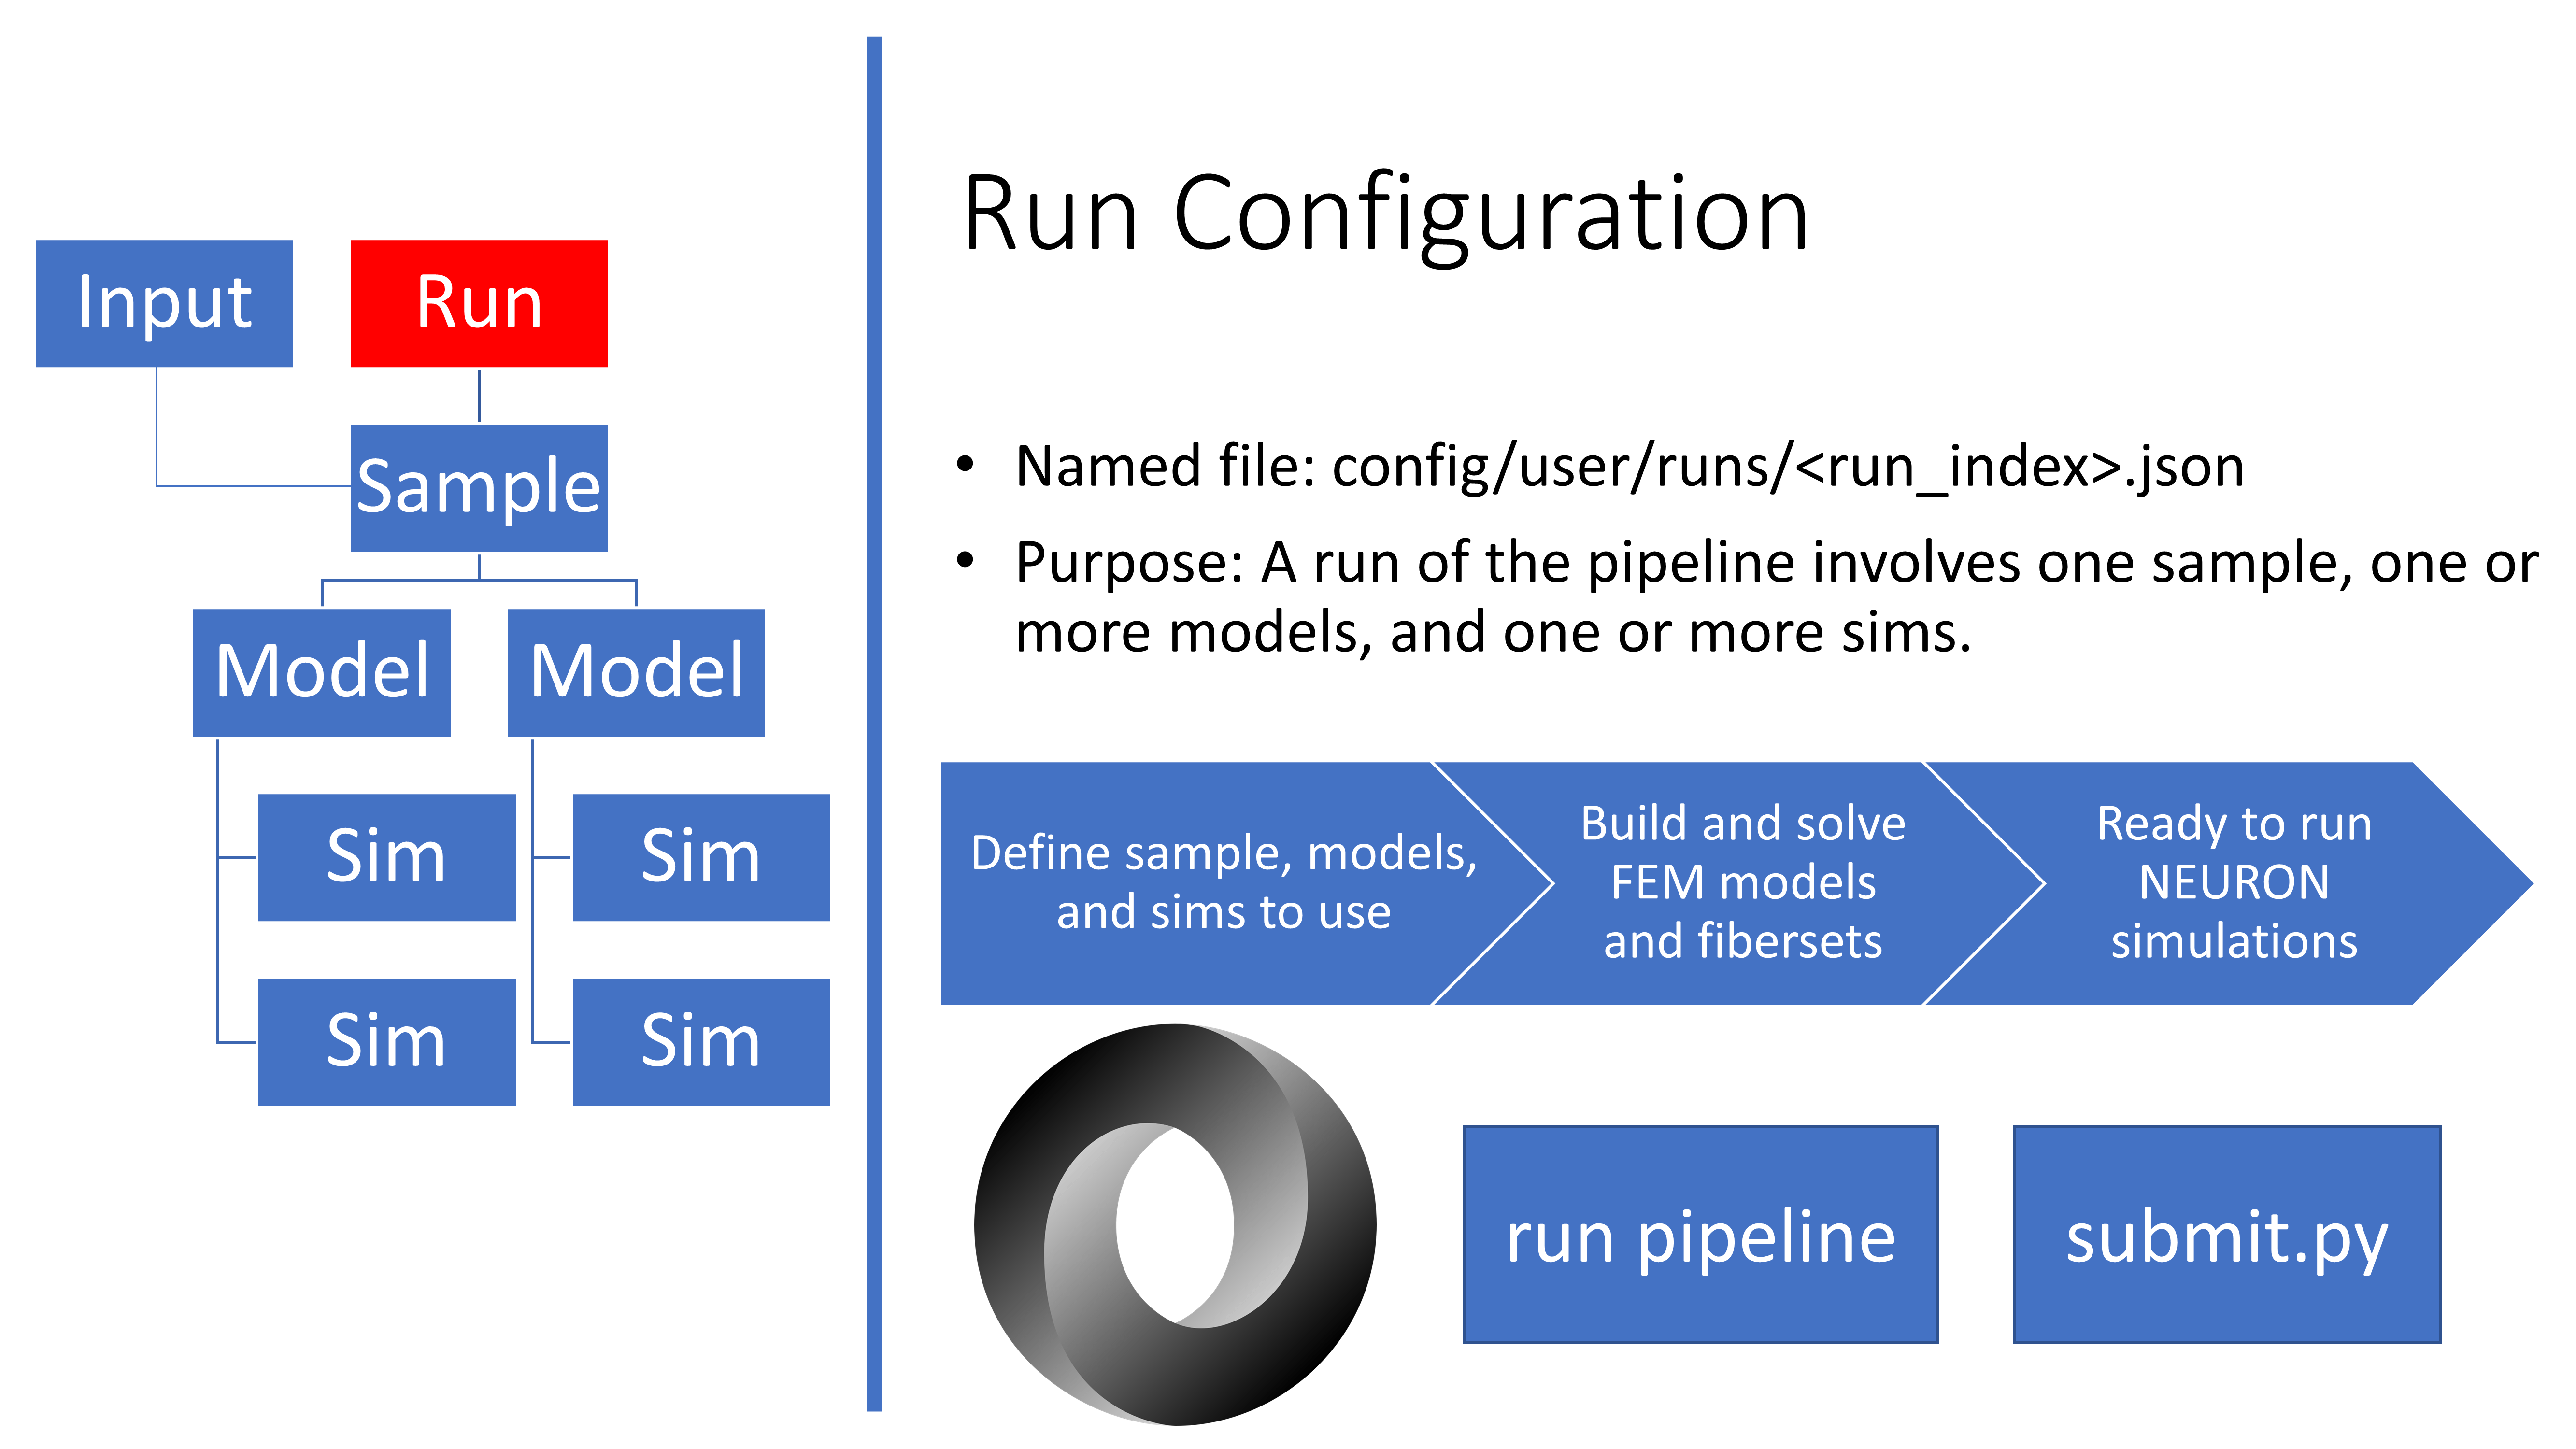 Input
Run
Sample
Model
Model
Sim
Sim
Sim
Sim
Run Configuration
• Named file: config/user/runs/<run_index>.json
• Purpose: A run of the pipeline involves one sample, one or
more models, and one or more sims.
Define sample, models,
and sims to use
Build and solve
FEM models
and fibersets
Ready to run
NEURON
simulations
run pipeline
submit.py